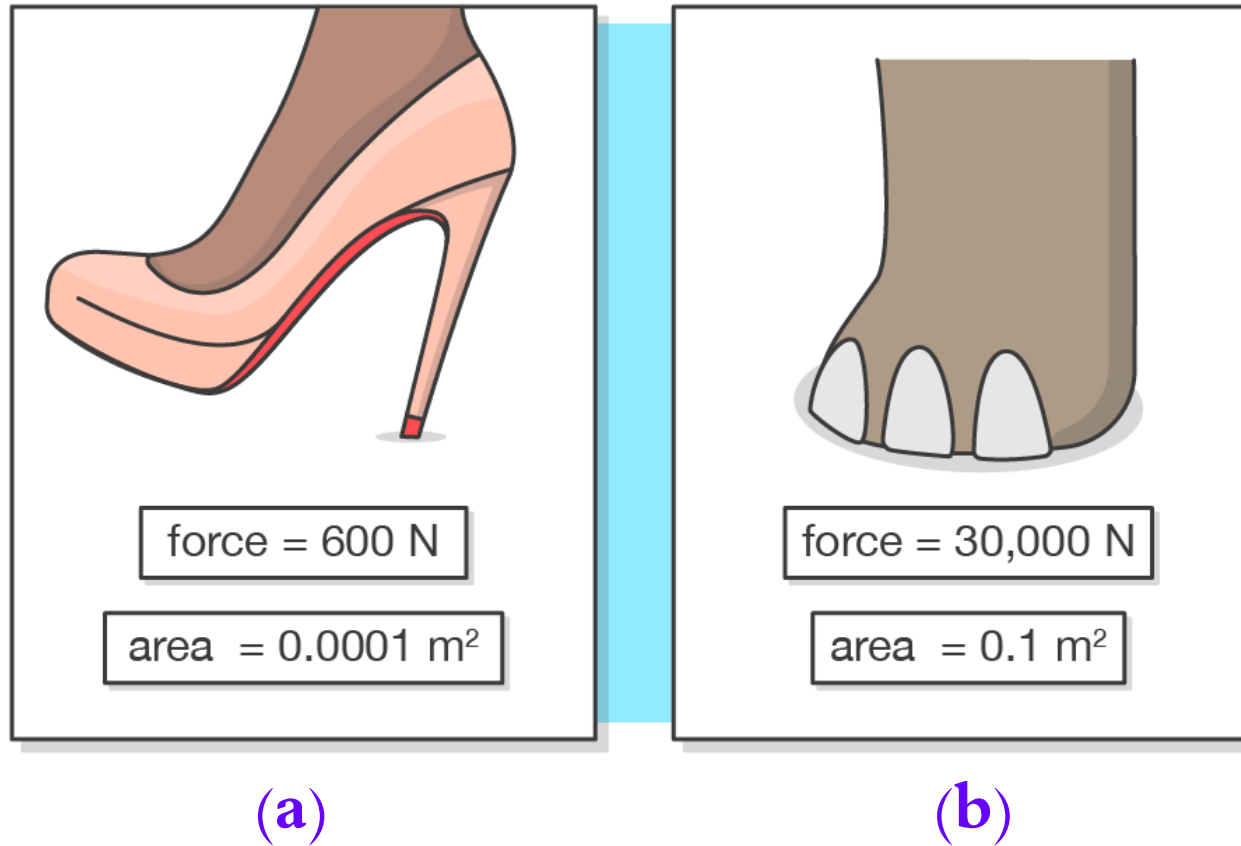 force = 600 N
area = 0.0001 m²
(a)
force = 30,000 N
area = 0.1 m²
(b)